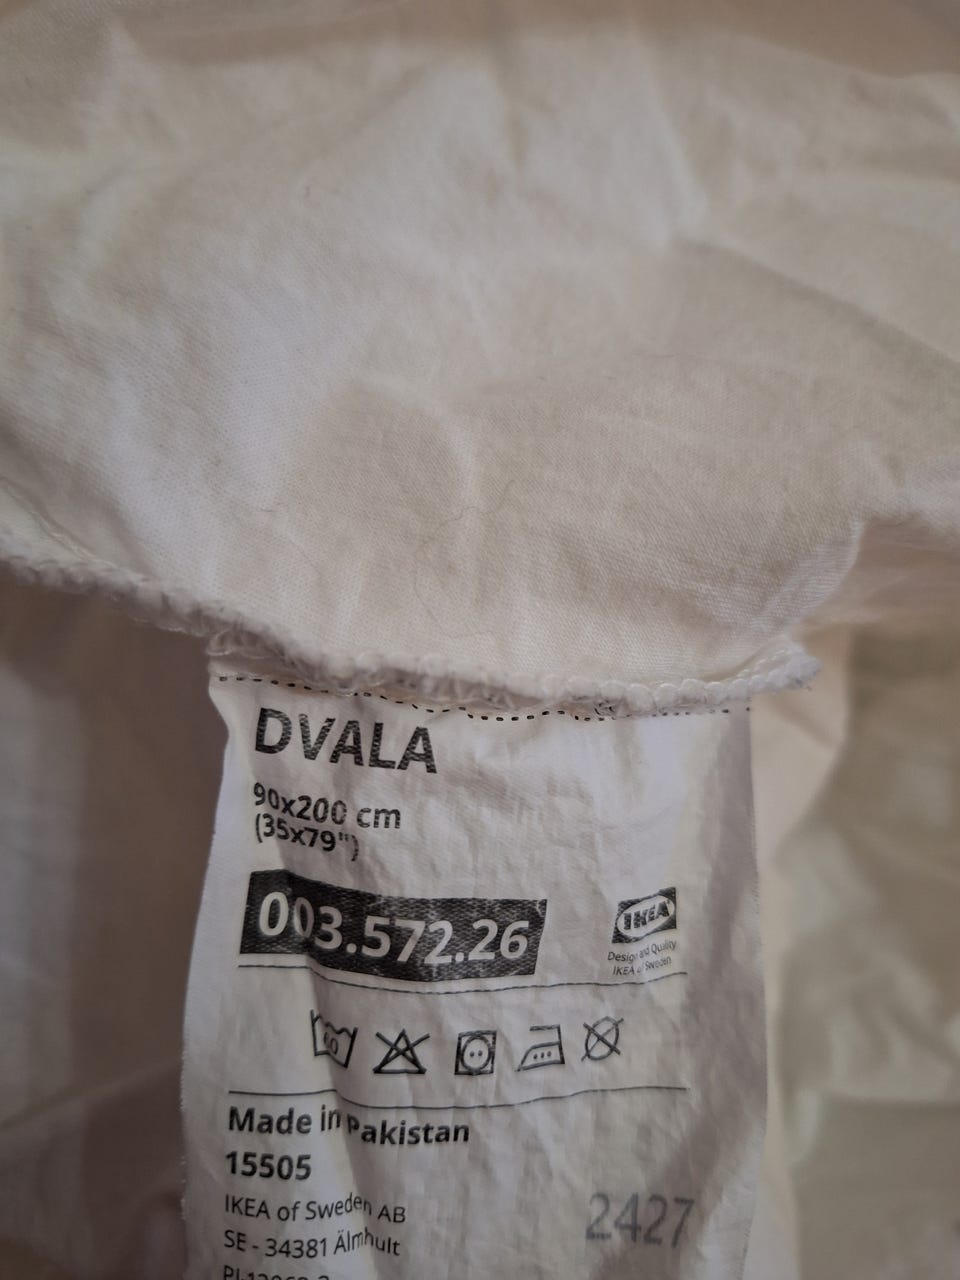 DVALA
90x200 cm
(35x79")
003.572.26
IKEA
Design and Quality
IKEA of Sweden
60
Made in Pakistan
15505
IKEA of Sweden AB
SE - 34381 Älmhult
2427